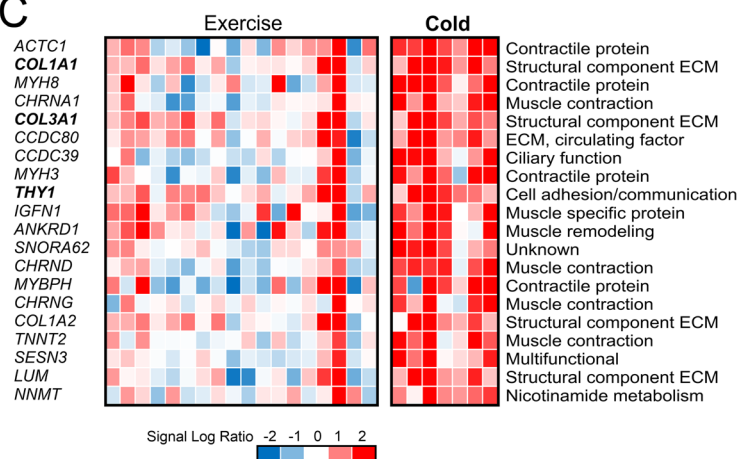 C
Exercise Cold
ACTC1 Contractile protein
COL1A1 Structural component ECM
MYH8 Contractile protein
CHRNA1 Muscle contraction
COL3A1 Structural component ECM
CCDC80 ECM, circulating factor
CCDC39 Ciliary function
MYH3 Contractile protein
THY1 Cell adhesion/communication
IGFN1 Muscle specific protein
ANKRD1 Muscle remodeling
SNORA62 Unknown
CHRND Muscle contraction
MYBPH Contractile protein
CHRNG Muscle contraction
COL1A2 Structural component ECM
TNNT2 Muscle contraction
SESN3 Multifunctional
LUM Structural component ECM
NNMT Nicotinamide metabolism
Signal Log Ratio -2 -1 0 1 2